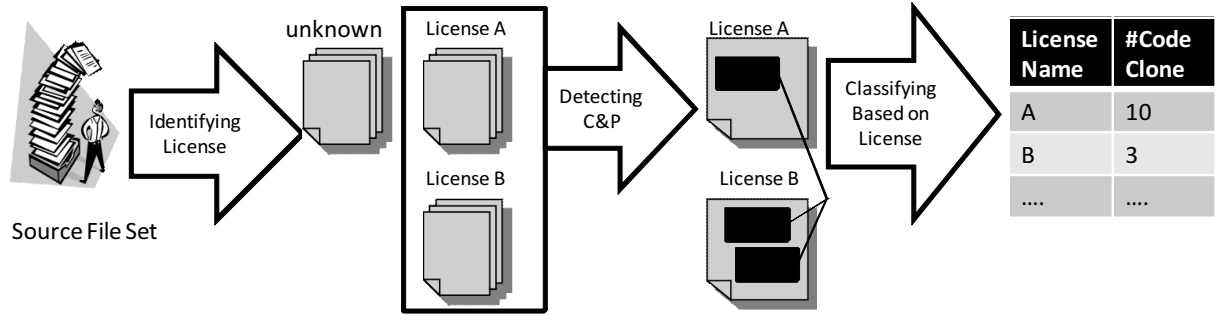 Source File Set
Identifying
License
unknown
License A
License B
Detecting
C&P
License A
License B
Classifying
Based on
License
License
Name
#Code
Clone
A
10
B
3
....
....